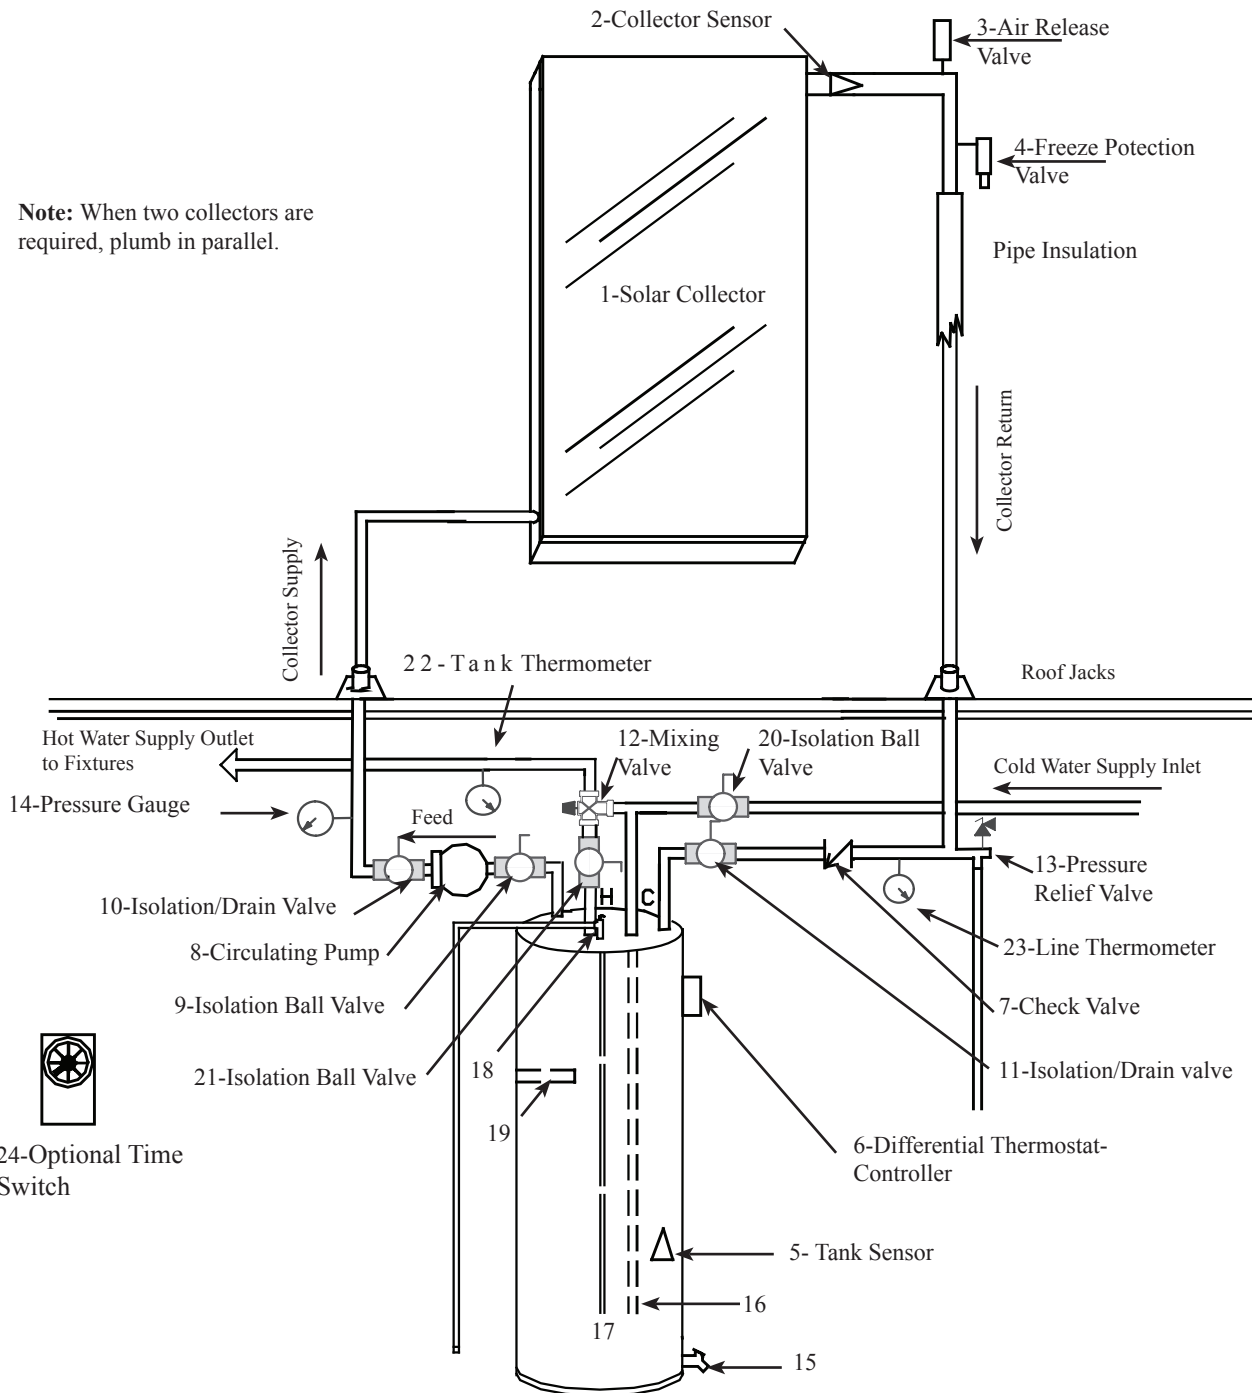 2-Collector Sensor
3-Air Release
Valve
4-Freeze Potection
Valve
Note: When two collectors are
required, plumb in parallel.
Pipe Insulation
1-Solar Collector
Collector Return
Collector Supply
22-Tank Thermometer
Roof Jacks
Hot Water Supply Outlet
to Fixtures
12-Mixing
Valve
20-Isolation Ball
Valve
Cold Water Supply Inlet
14-Pressure Gauge
Feed
13-Pressure
Relief Valve
10-Isolation/Drain Valve
H
C
8-Circulating Pump
23-Line Thermometer
9-Isolation Ball Valve
7-Check Valve
21-Isolation Ball Valve
18
11-Isolation/Drain valve
19
24-Optional Time
Switch
6-Differential Thermostat-
Controller
5- Tank Sensor
16
17
15